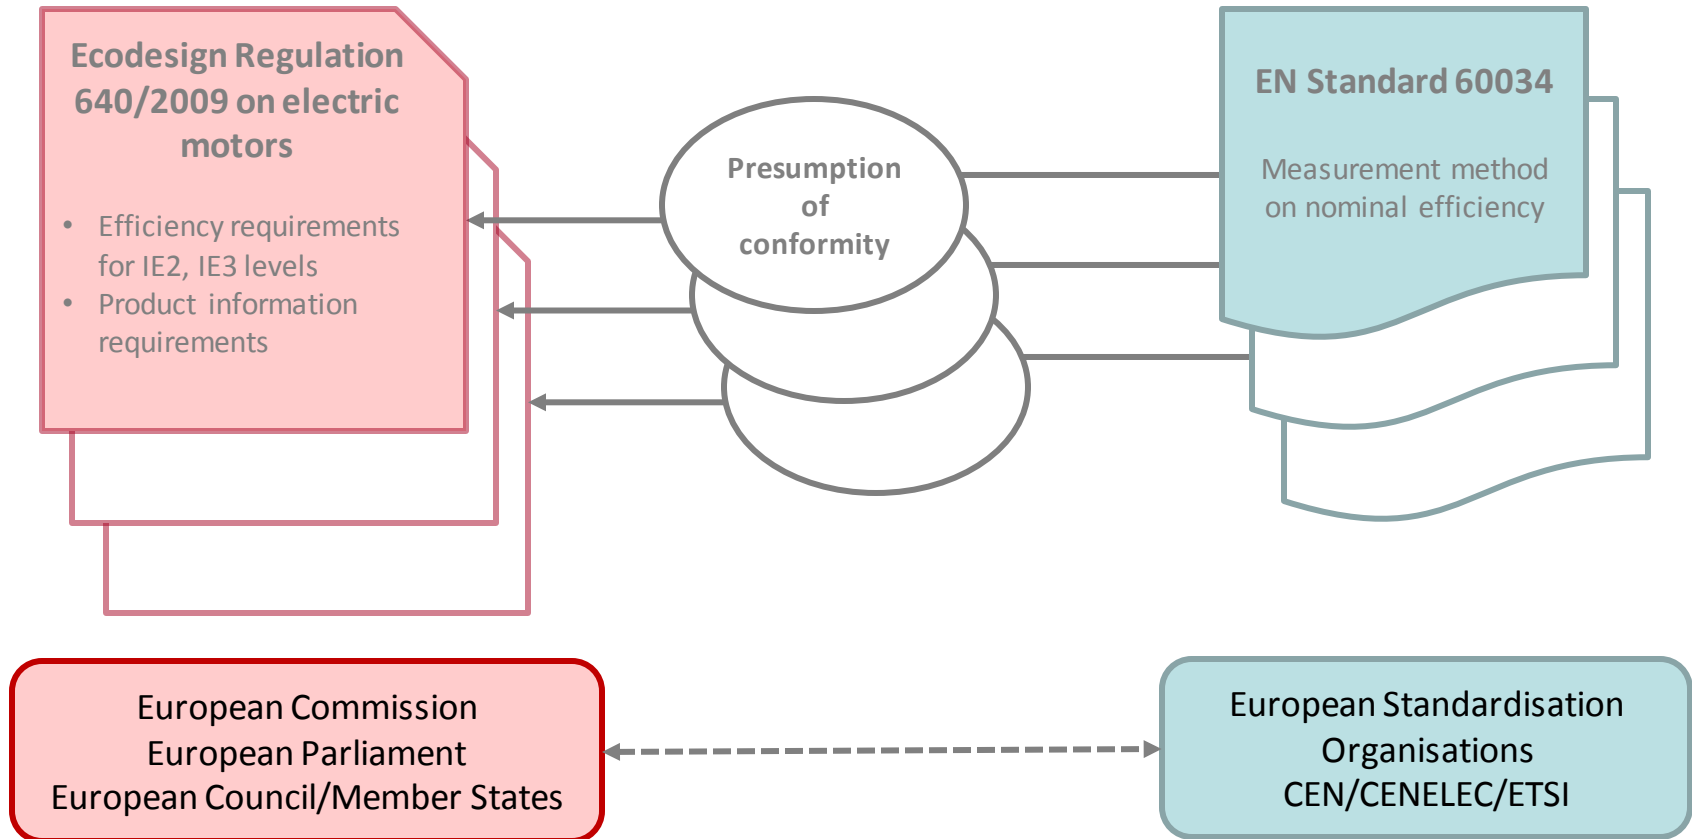 Ecodesign Regulation
640/2009 on electric
motors
• Efficiency requirements
for IE2, IE3 levels
• Product information
requirements
Presumption
of
conformity
EN Standard 60034
Measurement method
on nominal efficiency
European Commission
European Parliament
European Council/Member States
European Standardisation
Organisations
CEN/CENELEC/ETSI